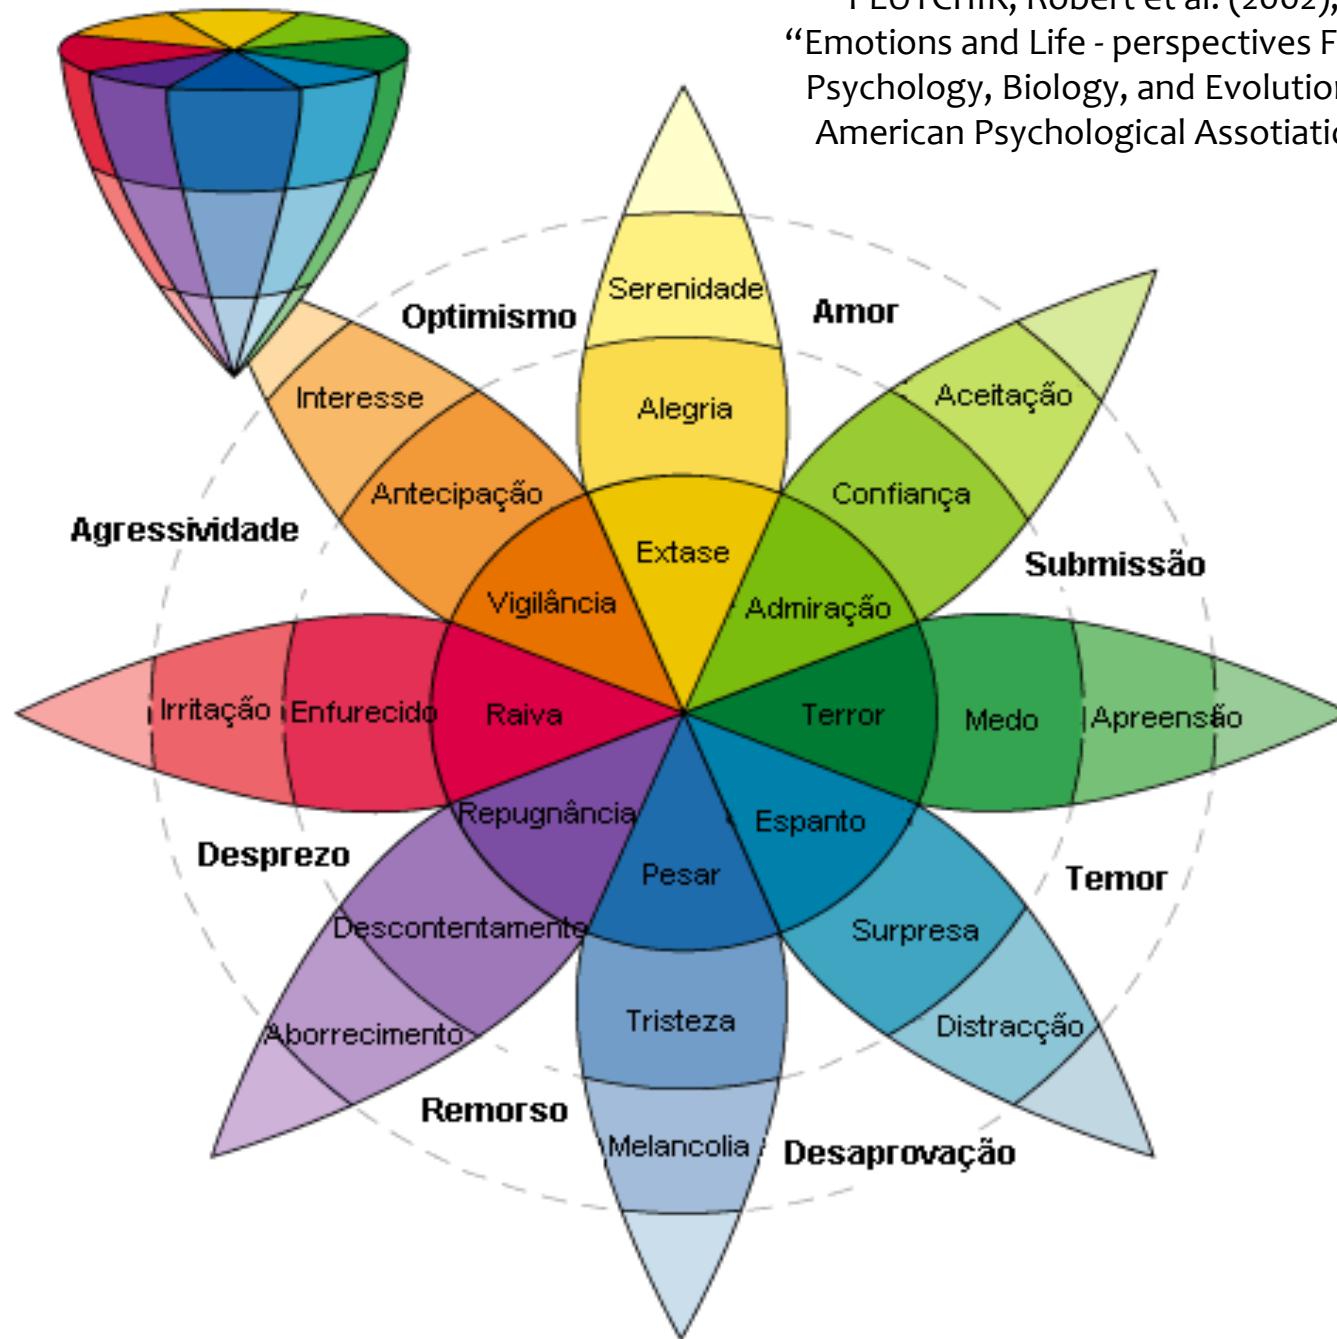 “Emotions and Life - perspectives
Psychology, Biology, and
American Psychological
Serenidade
Optimismo
Amor
Interesse
Alegria
Aceitação
Antecipação
Confiança
Agressividade
Extase
Submissão
Vigilância
Admiração
Irritação
Enfurecido
Raiva
Terror
Medo
Apreensão
Repugnância
Espanto
Desprezo
Pesar
Temor
Descontentamento
Surpresa
Tristeza
Aborrecimento
Distracção
Remorso
Melancolia
Desaprovação